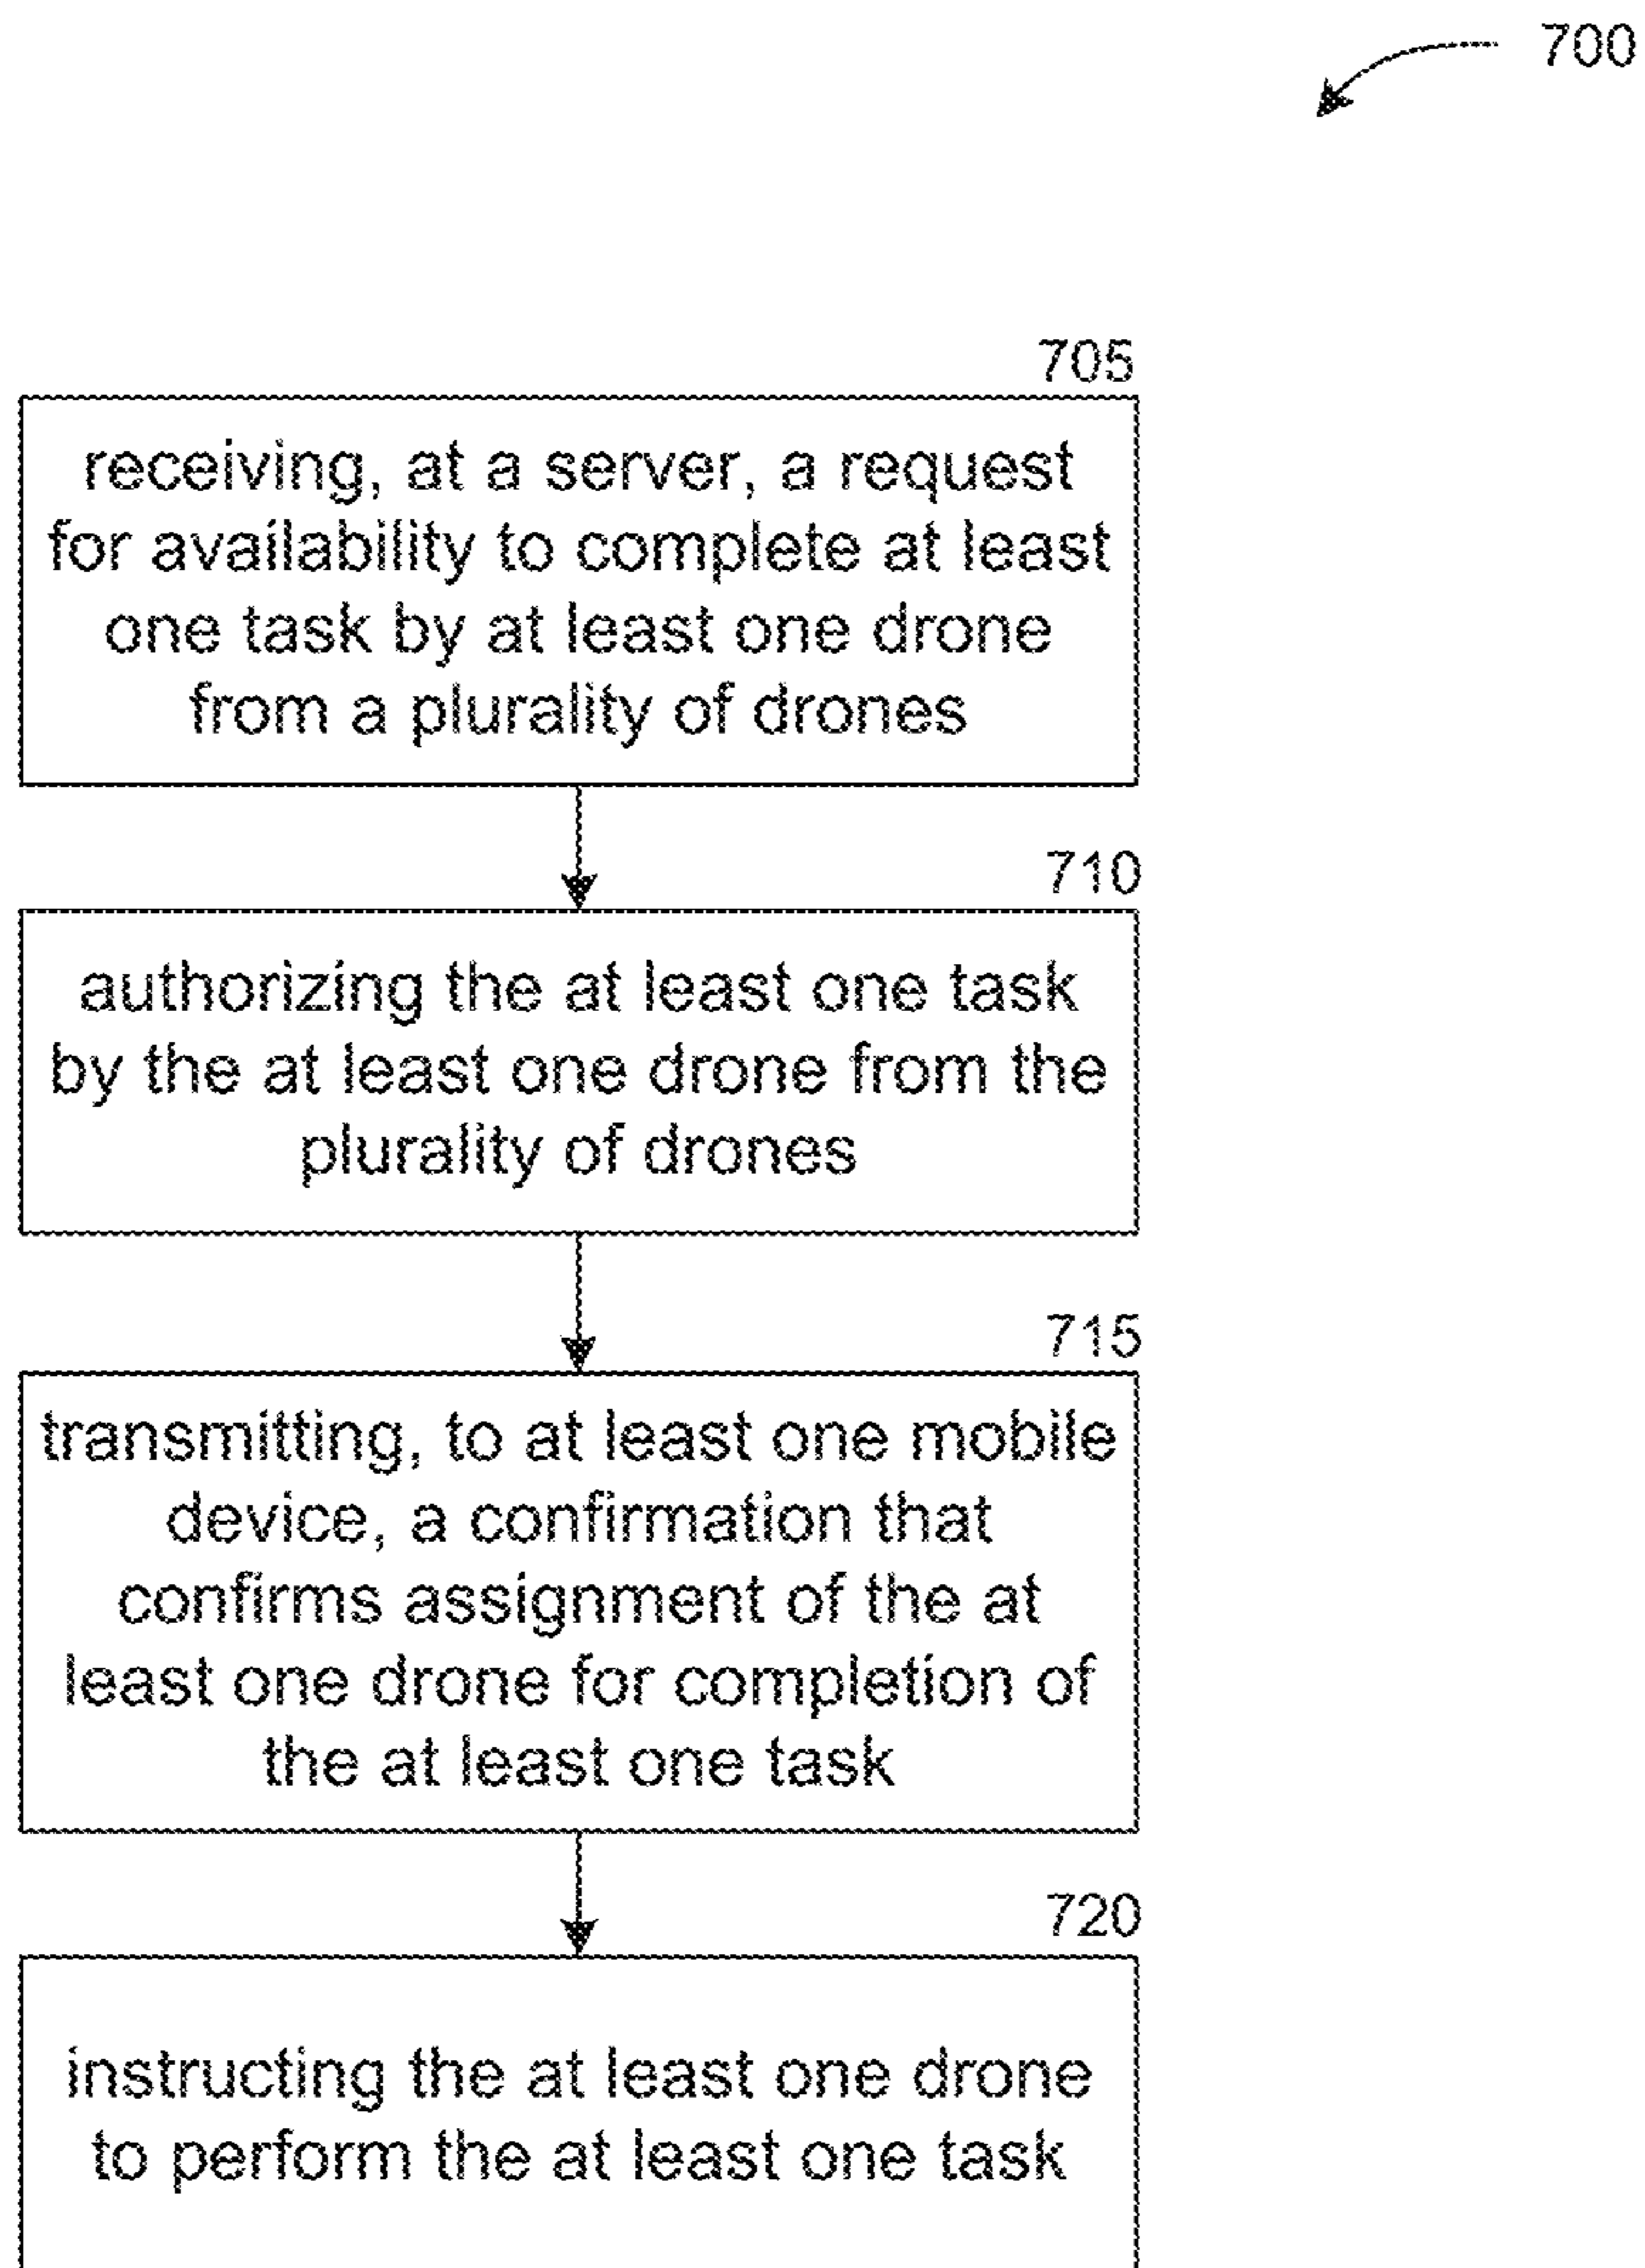 700
705
receiving, at a server, a request
for availability to complete at least
one task by at least one drone
from a plurality of drones
710
authorizing the at least one task
by the at least one drone from the
plurality of drones
715
transmitting, to at least one mobile
device, a confirmation that
confirms assignment of the at
least one drone for completion of
the at least one task
720
instructing the at least one drone
to perform the at least one task